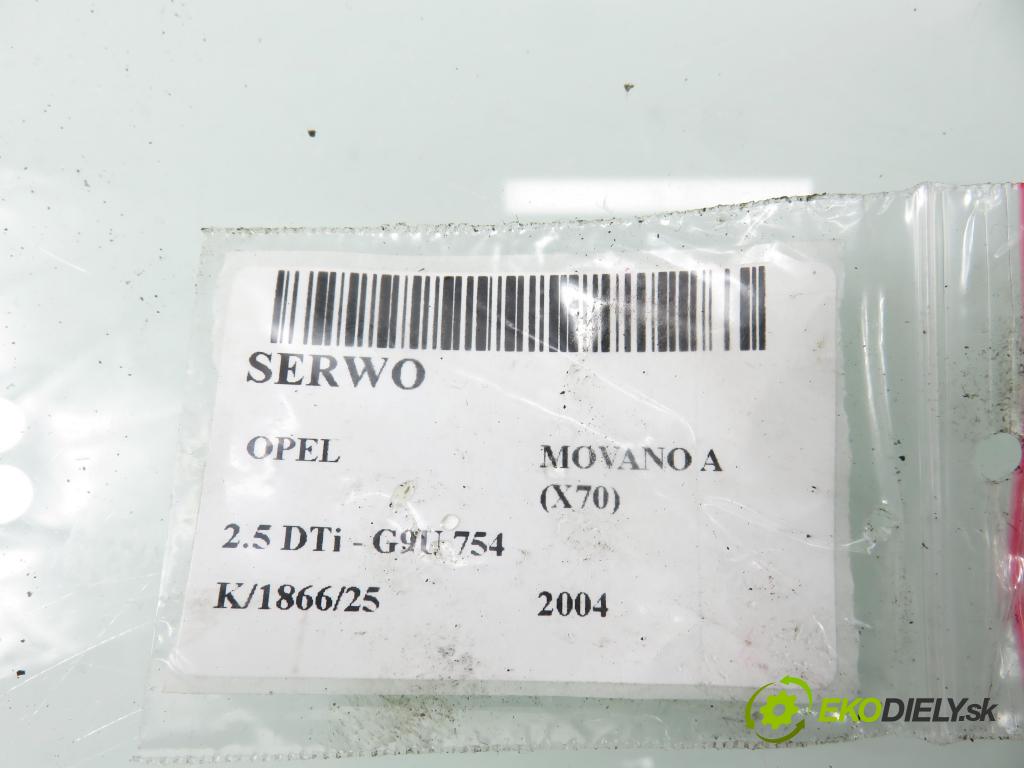 SERWO
OPEL MOVANO A
(X70)
2.5 DTi - G9U 754
K/1866/25 2004
EKODIELY.sk